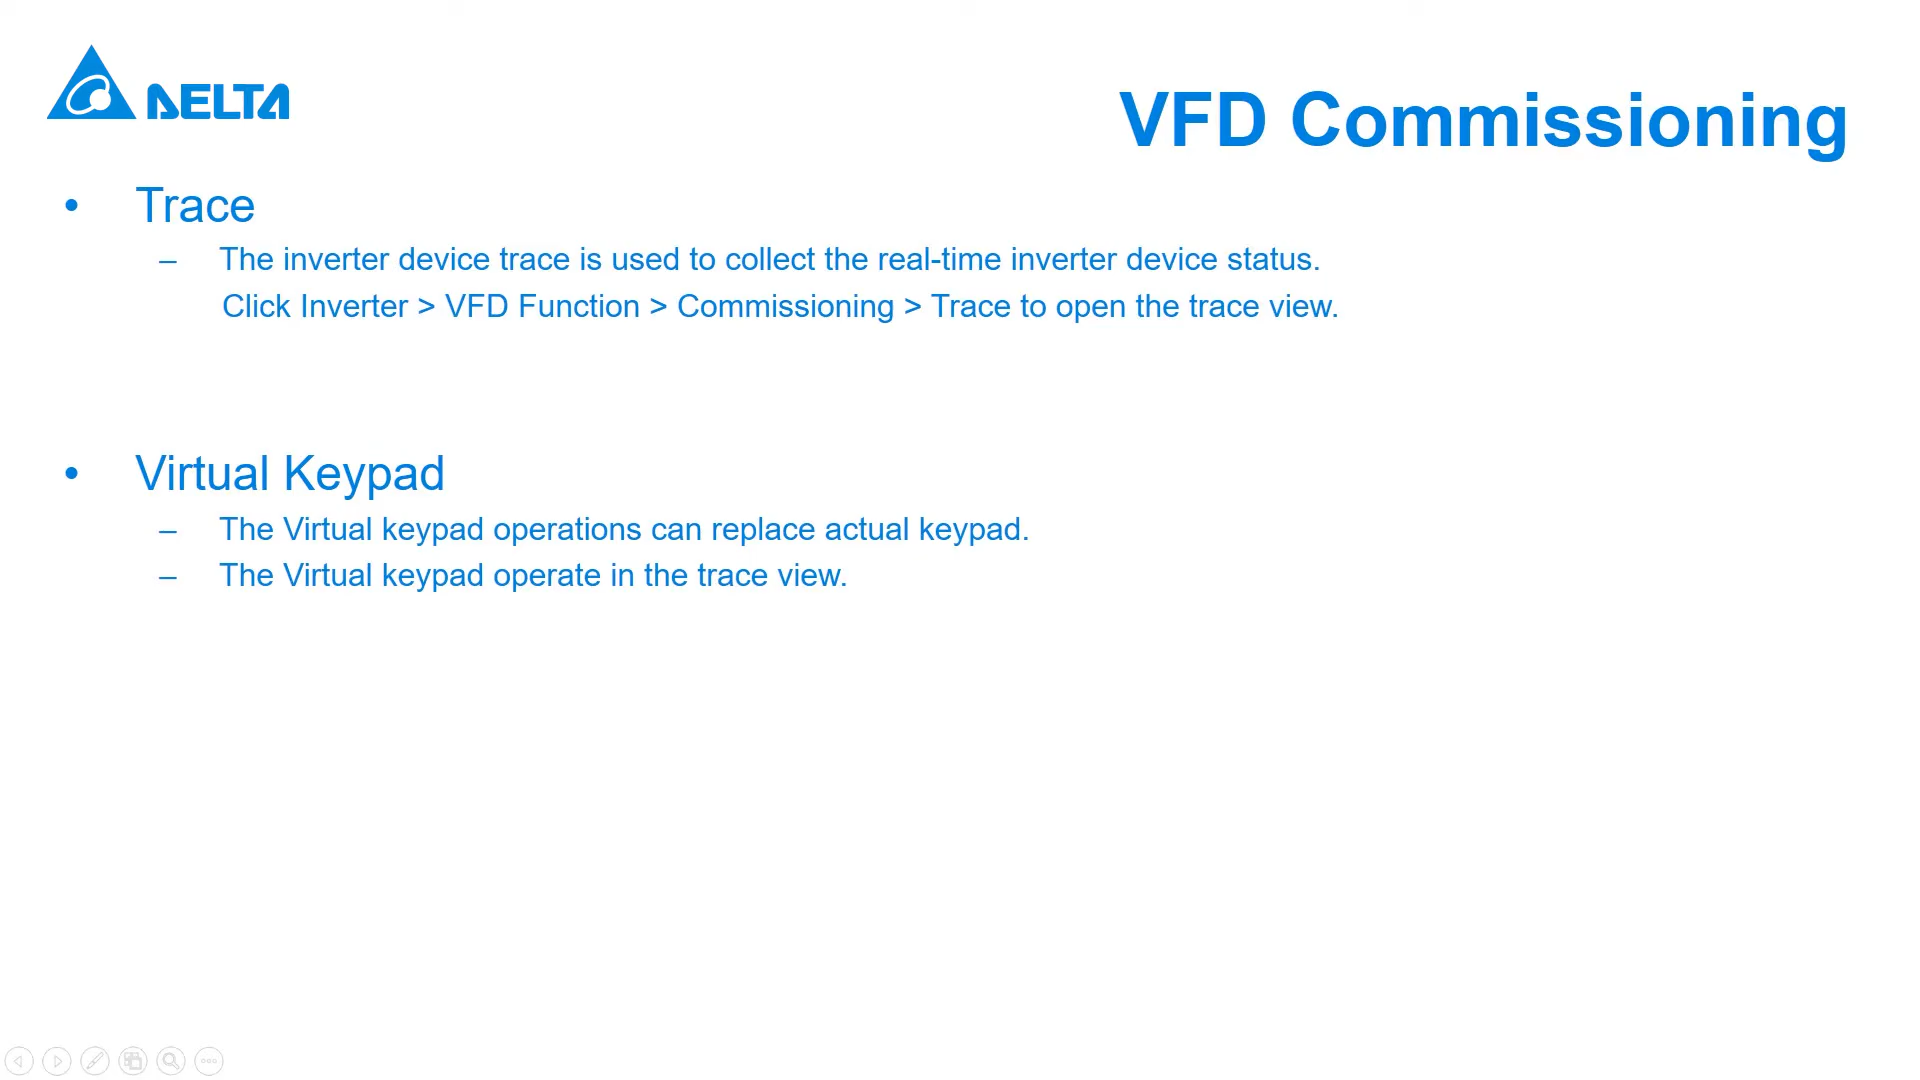 DELTA
VFD Commissioning
• Trace
– The inverter device trace is used to collect the real-time inverter device status.
Click Inverter > VFD Function > Commissioning > Trace to open the trace view.
• Virtual Keypad
– The Virtual keypad operations can replace actual keypad.
– The Virtual keypad operate in the trace view.